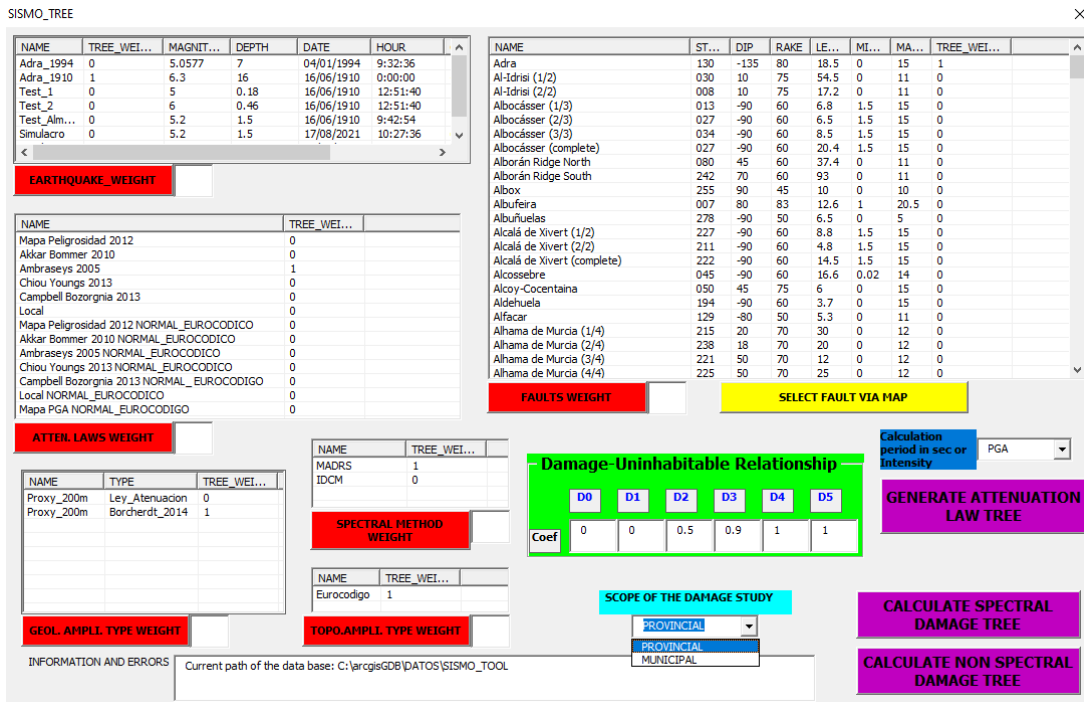 SISMO_TREE
NAME TREE_WEI... MAGNIT... DEPTH DATE HOUR
Adra_1994 0 5.0577 7 04/01/1994 9:32:36
Adra_1910 1 6.3 16 16/06/1910 0:00:00
Test_1 0 5 0.18 16/06/1910 12:51:40
Test_2 0 6 0.46 16/06/1910 12:51:40
Test_Alm... 0 5.2 1.5 16/06/1910 9:42:54
Simulacro 0 5.2 1.5 17/08/2021 10:27:36
EARTHQUAKE_WEIGHT
NAME ST... DIP RAKE LE... MI... MA... TREE_WEI...
Adra 130 -135 80 18.5 0 15 1
Al-Idrisi (1/2) 030 10 75 54.5 0 11 0
Al-Idrisi (2/2) 008 10 75 17.2 0 11 0
Albocásser (1/3) 013 -90 60 6.8 1.5 15 0
Albocásser (2/3) 027 -90 60 6.5 1.5 15 0
Albocásser (3/3) 034 -90 60 8.5 1.5 15 0
Albocásser (complete) 027 -90 60 20.4 1.5 15 0
Alborán Ridge North 080 45 60 37.4 0 11 0
Alborán Ridge South 242 70 60 93 0 11 0
Albox 255 90 45 10 0 10 0
Albufeira 007 80 83 12.6 1 20.5 0
Albuñuelas 278 -90 50 6.5 0 5 0
Alcalá de Xivert (1/2) 227 -90 60 8.8 1.5 15 0
Alcalá de Xivert (2/2) 211 -90 60 4.8 1.5 15 0
Alcalá de Xivert (complete) 222 -90 60 14.5 1.5 15 0
Alcossebre 045 -90 60 16.6 0.02 14 0
Alcoy-Cocentaina 050 45 75 6 0 15 0
Aldehuela 194 -90 60 3.7 0 15 0
Alfacar 129 -80 50 5.3 0 11 0
Alhama de Murcia (1/4) 215 20 70 30 0 12 0
Alhama de Murcia (2/4) 238 18 70 20 0 12 0
Alhama de Murcia (3/4) 221 50 70 12 0 12 0
Alhama de Murcia (4/4) 225 50 70 25 0 12 0
FAULTS WEIGHT
SELECT FAULT VIA MAP
NAME TREE_WEI...
Mapa Peligrosidad 2012 0
Akkar Bommer 2010 0
Ambraseys 2005 1
Chiou Youngs 2013 0
Campbell Bozorgnia 2013 0
Local 0
Mapa Peligrosidad 2012 NORMAL_EUROCODICO 0
Akkar Bommer 2010 NORMAL_EUROCODICO 0
Ambraseys 2005 NORMAL_EUROCODICO 0
Chiou Youngs 2013 NORMAL_EUROCODICO 0
Campbell Bozorgnia 2013 NORMAL_ EUROCODIGO 0
Local NORMAL_EUROCODICO 0
Mapa PGA NORMAL_EUROCODIGO 0
ATTEN. LAWS WEIGHT
NAME TYPE TREE_WEI...
Proxy_200m Ley_Atenuacion 0
Proxy_200m Borcherdt_2014 1
GEOL. AMPLI. TYPE WEIGHT
NAME TREE_WEI...
MADRS 1
IDCM 0
SPECTRAL METHOD
WEIGHT
NAME TREE_WEI...
Eurocodigo 1
TOPO.AMPLI. TYPE WEIGHT
Damage-Uninhabitable Relationship
D0 D1 D2 D3 D4 D5
Coef 0 0 0.5 0.9 1 1
SCOPE OF THE DAMAGE STUDY
PROVINCIAL
PROVINCIAL
MUNICIPAL
Calculation
period in sec or
Intensity
PGA
GENERATE ATTENUATION
LAW TREE
CALCULATE SPECTRAL
DAMAGE TREE
CALCULATE NON SPECTRAL
DAMAGE TREE
INFORMATION AND ERRORS
Current path of the data base: C:\arcgisGDB\DATOS\SISMO_TOOL